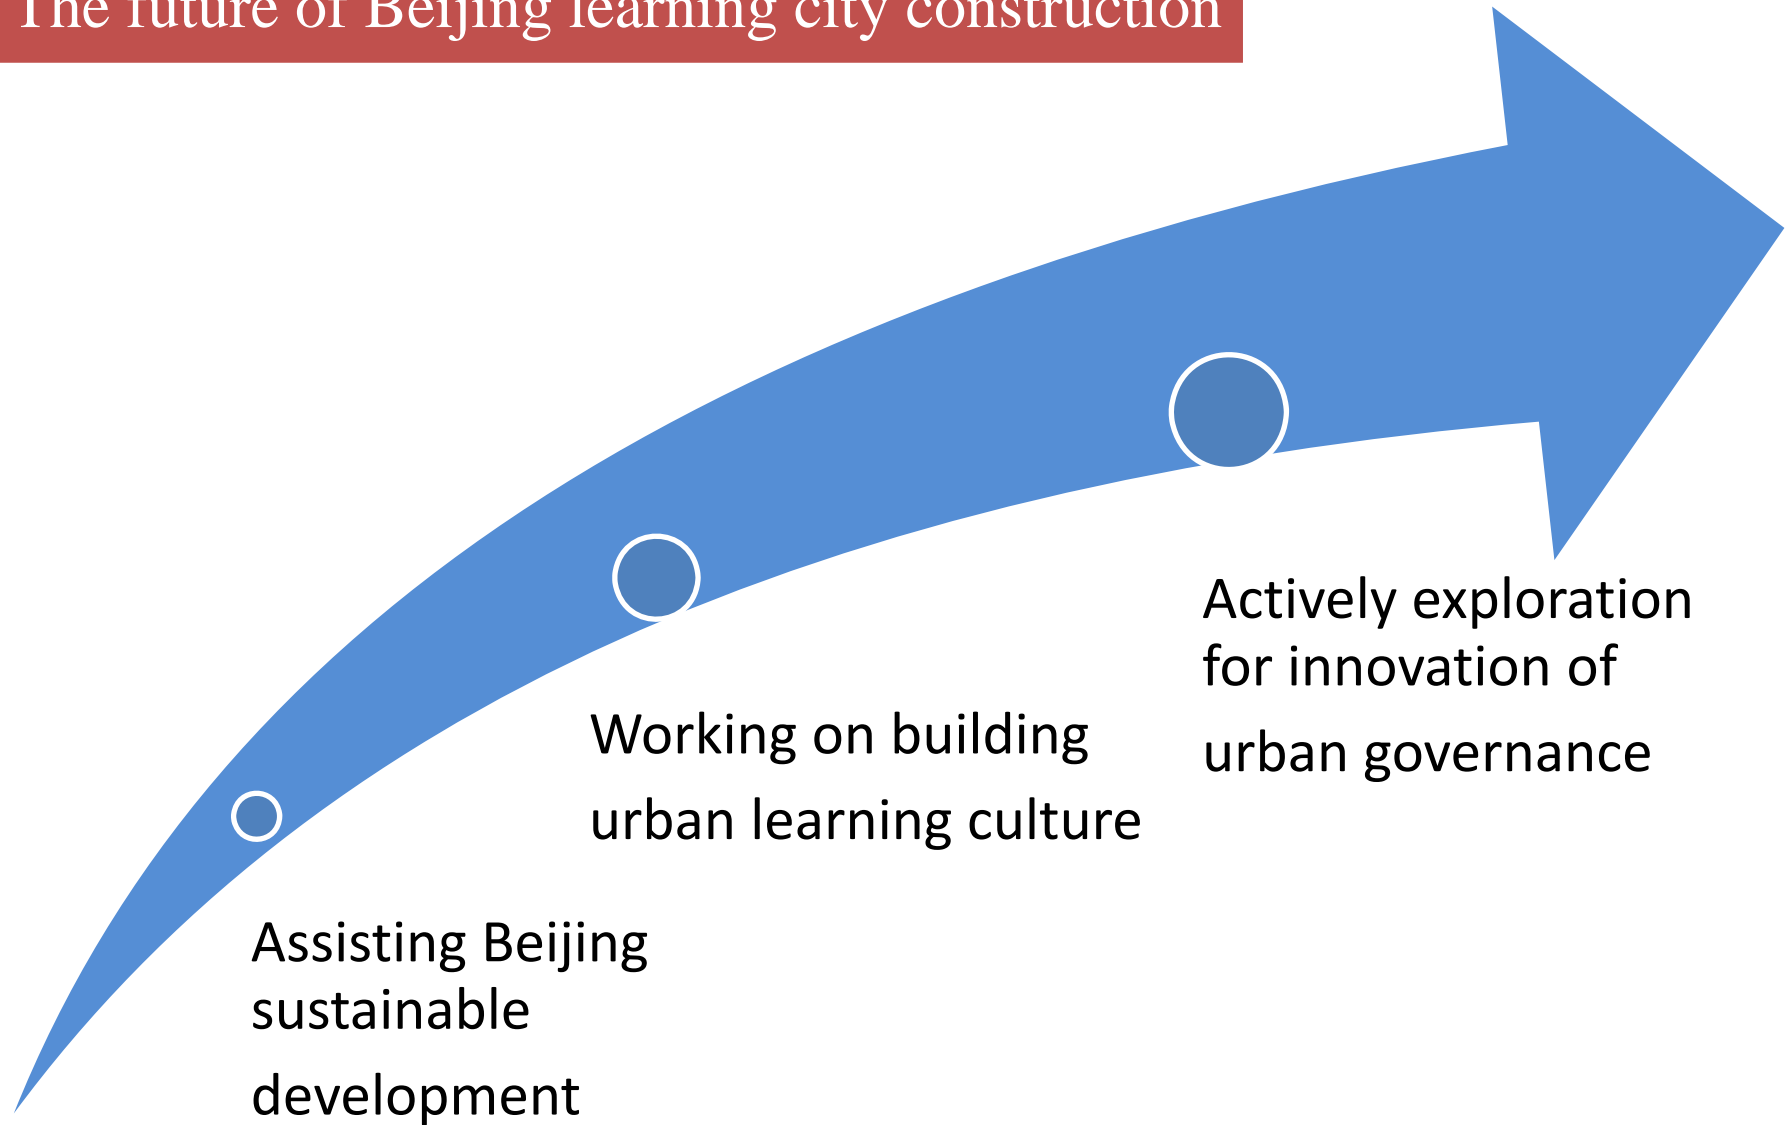 The future of Beijing learning city construction
Actively exploration
for innovation of
urban governance
Working on building
urban learning culture
Assisting Beijing
sustainable
development